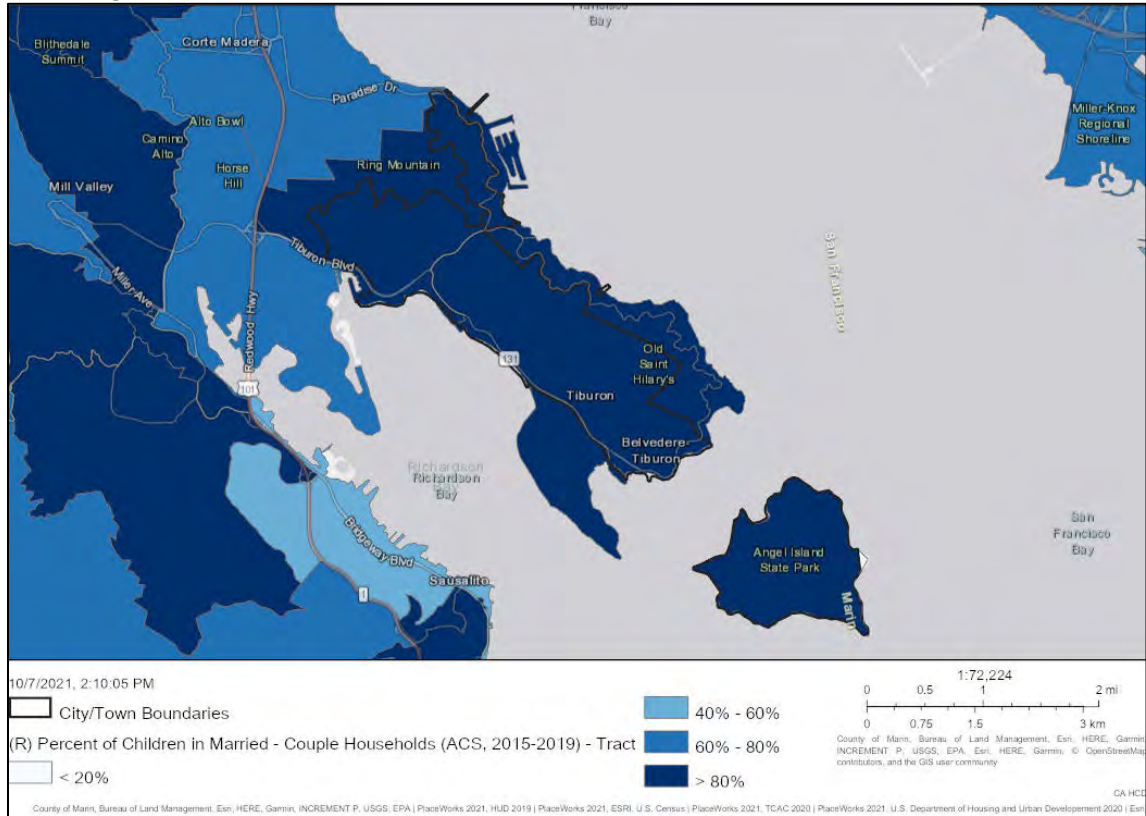 Francisco
Bay
Blithedale
Summit
Corte Madera
Paradise Dr
Miller-Knox
Regional
Shoreline
Alto Bowl
Camino
Alto
Ring Mountain
Horse
Hill
Mill Valley
Tiburon Blvd
San Francisco
Miller Ave
Redwood Hwy
131
Old
Saint
Hilary's
101
Tiburon
Belvedere-
Tiburon
Richardson
Bay
Richardson
Bay
San
Francisco
Bay
Bridgeway Blvd
Angel Island
State Park
Sausalito
1
Marin
10/7/2021, 2:10:05 PM
City/Town Boundaries
(R) Percent of Children in Married - Couple Households (ACS, 2015-2019) - Tract
< 20%
40% - 60%
60% - 80%
> 80%
1:72,224
0 0.5 1 2 mi
0 0.75 1.5 3 km
County of Marin, Bureau of Land Management, Esri, HERE, Garmin,
INCREMENT P, USGS, EPA, Esri, HERE, Garmin, © OpenStreetMap
contributors, and the GIS user community
CA HCD
County of Marin, Bureau of Land Management, Esri, HERE, Garmin, INCREMENT P, USGS, EPA | PlaceWorks 2021, HUD 2019 | PlaceWorks 2021, ESRI, U.S. Census | PlaceWorks 2021, TCAC 2020 | PlaceWorks 2021, U.S. Department of Housing and Urban Developement 2020 | Esri